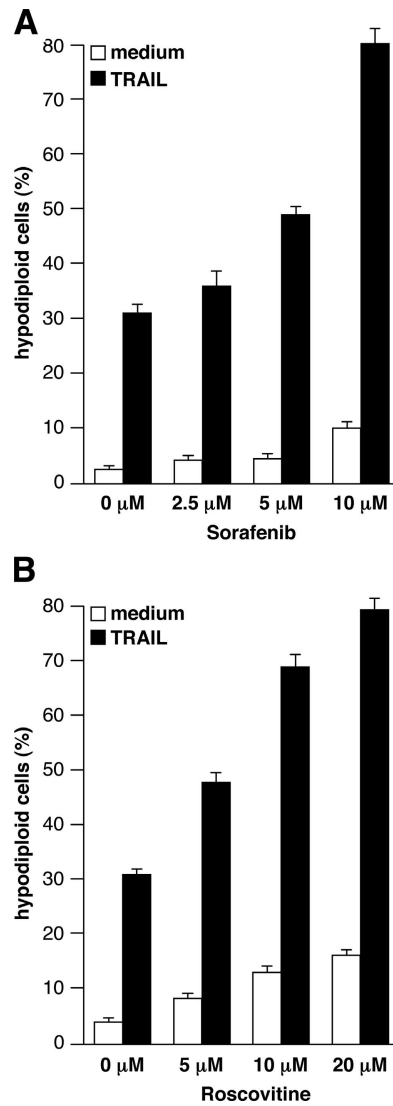 A
medium
TRAIL
hypodiploid cells (%)
80
70
60
50
40
30
20
10
0
0 μM 2.5 μM 5 μM 10 μM
Sorafenib
B
medium
TRAIL
hypodiploid cells (%)
80
70
60
50
40
30
20
10
0
0 μM 5 μM 10 μM 20 μM
Roscovitine